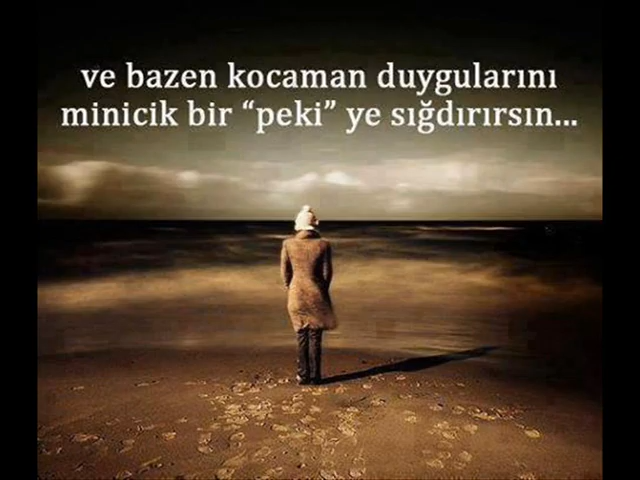 ve bazen kocaman duygularını
minicik bir “peki” ye sığdırırsın...